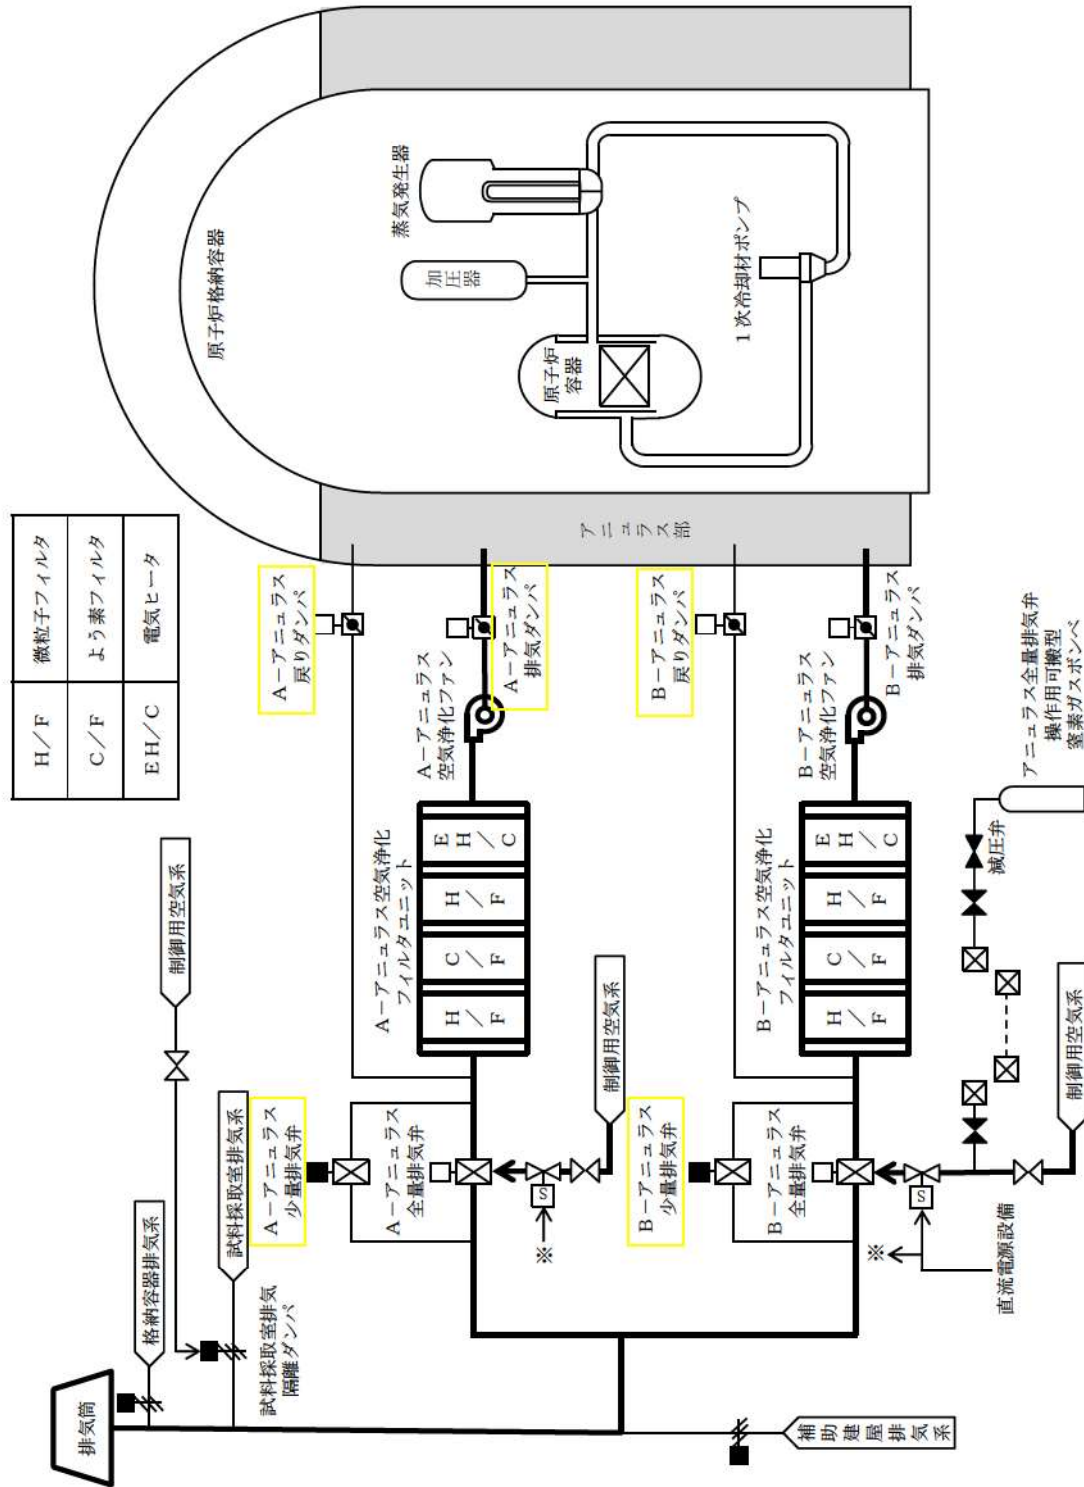 H/F 微粒子フィルタ
C/F よう素フィルタ
EH/C 電気ヒータ
原子炉格納容器
蒸気発生器
加圧器
原子炉
容器
1次冷却材ポンプ
アニュラス部
A－アニュラス
戻りダンパ
A－アニュラス
排気ダンパ
B－アニュラス
戻りダンパ
B－アニュラス
排気ダンパ
A－アニュラス
空気浄化ファン
B－アニュラス
空気浄化ファン
アニュラス全量排気弁
操作用可搬型
窒素ガスボンベ
減圧弁
A－アニュラス空気浄化
フィルタユニット
H/F
C/F
H/F
EH/C
B－アニュラス空気浄化
フィルタユニット
H/F
C/F
H/F
EH/C
制御用空気系
制御用空気系
制御用空気系
格納容器排気系
試料採取室排気系
試料採取室排気
隔離ダンパ
A－アニュラス
少量排気弁
A－アニュラス
全量排気弁
B－アニュラス
少量排気弁
B－アニュラス
全量排気弁
S
※
S
※
直流電源設備
排気筒
補助建屋排気系